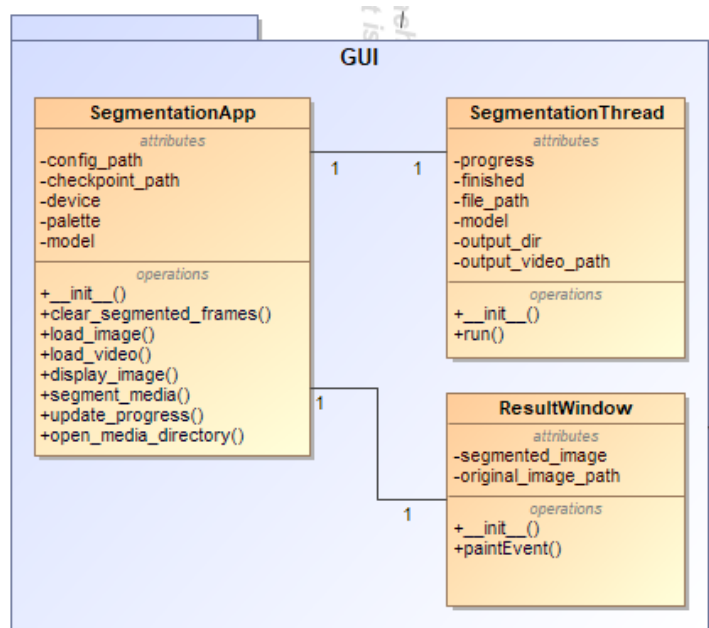 GUI
SegmentationApp
attributes
-config_path
-checkpoint_path
-device
-palette
-model
operations
+__init__()
+clear_segmented_frames()
+load_image()
+load_video()
+display_image()
+segment_media()
+update_progress()
+open_media_directory()
1
1
SegmentationThread
attributes
-progress
-finished
-file_path
-model
-output_dir
-output_video_path
operations
+__init__()
+run()
1
1
ResultWindow
attributes
-segmented_image
-original_image_path
operations
+__init__()
+paintEvent()